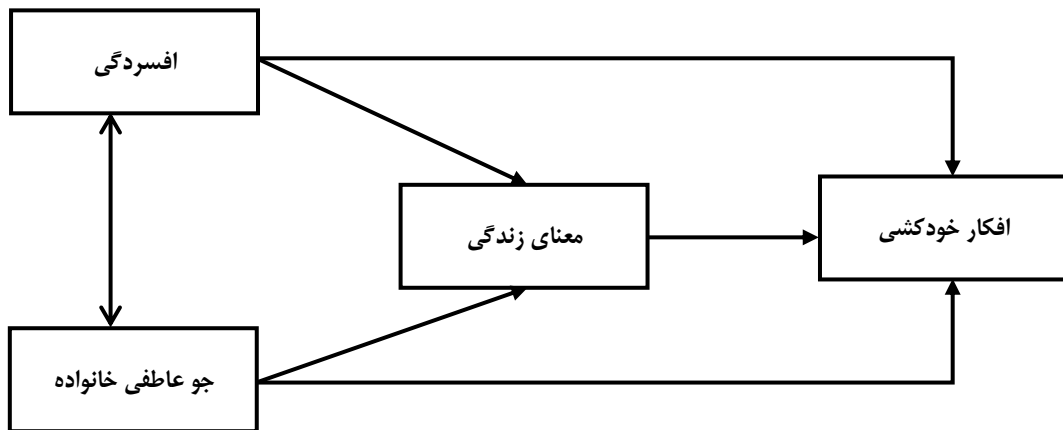 افسردگی
معنای زندگی
افکار خودکشی
جو عاطفی خانواده